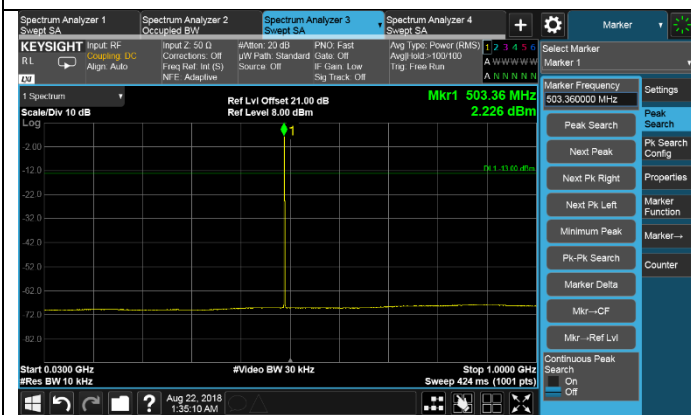 Spectrum Analyzer 1
Swept SA
Spectrum Analyzer 2
Occupied BW
Spectrum Analyzer 3
Swept SA
Spectrum Analyzer 4
Swept SA
+
Marker
KEYSIGHT
RL
LXI
Input: RF
Coupling: DC
Align: Auto
Input Z: 50 Ω
Corrections: Off
Freq Ref: Int (S)
NFE: Adaptive
#Atten: 20 dB
µW Path: Standard
Source: Off
PNO: Fast
Gate: Off
IF Gain: Low
Sig Track: Off
Avg Type: Power (RMS)
Avg|Hold:>100/100
Trig: Free Run
1 2 3 4 5 6
A W W W W W
A N N N N N
Select Marker
Marker 1
1 Spectrum
Scale/Div 10 dB
Log
Ref Lvl Offset 21.00 dB
Ref Level 8.00 dBm
Mkr1 503.36 MHz
2.226 dBm
1
DL1 -13.00 dBm
-2.00
-12.0
-22.0
-32.0
-42.0
-52.0
-62.0
-72.0
-82.0
Start 0.0300 GHz
#Res BW 10 kHz
#Video BW 30 kHz
Stop 1.0000 GHz
Sweep 424 ms (1001 pts)
Marker Frequency
503.360000 MHz
Peak Search
Next Peak
Next Pk Right
Next Pk Left
Minimum Peak
Pk-Pk Search
Marker Delta
Mkr→CF
Mkr→Ref Lvl
Continuous Peak
Search
On
Off
Settings
Peak
Search
Pk Search
Config
Properties
Marker
Function
Marker→
Counter
?
Aug 22, 2018
1:35:10 AM